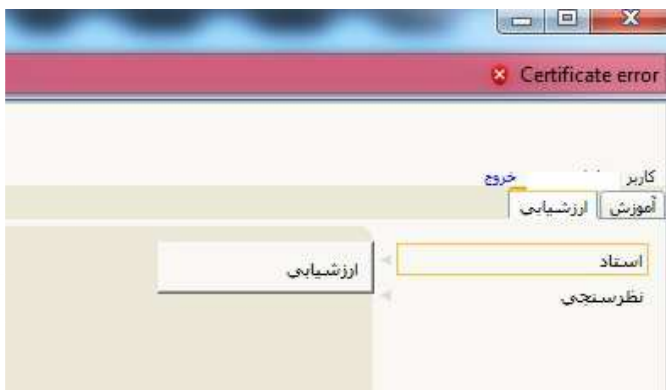 Certificate error
کاربر خروج
آموزش ارزشیابی
استاد ارزشیابی
نظرسنجی